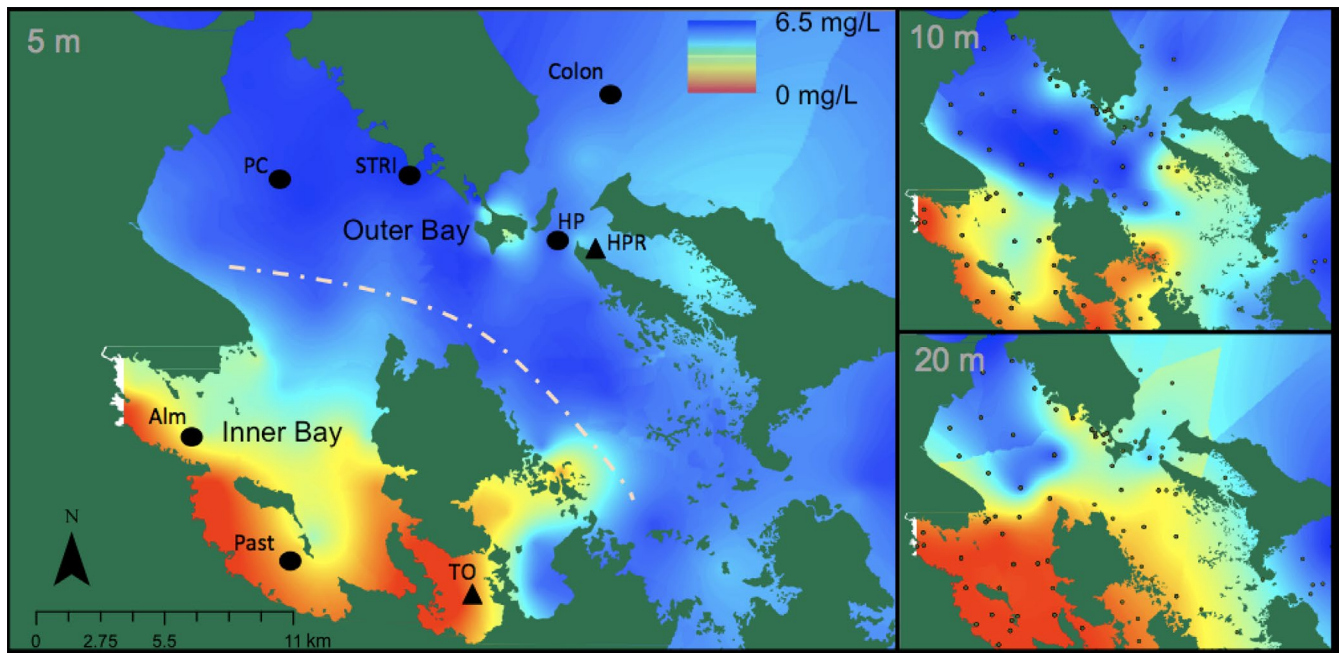 5 m
6.5 mg/L
0 mg/L
Colon
PC
STRI
Outer Bay
HP
HPR
Alm
Inner Bay
Past
TO
N
0 2.75 5.5 11 km
10 m
20 m